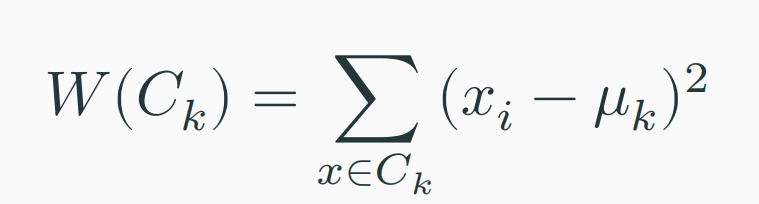 W(C_k) = \sum_{x \in C_k} (x_i - \mu_k)^2